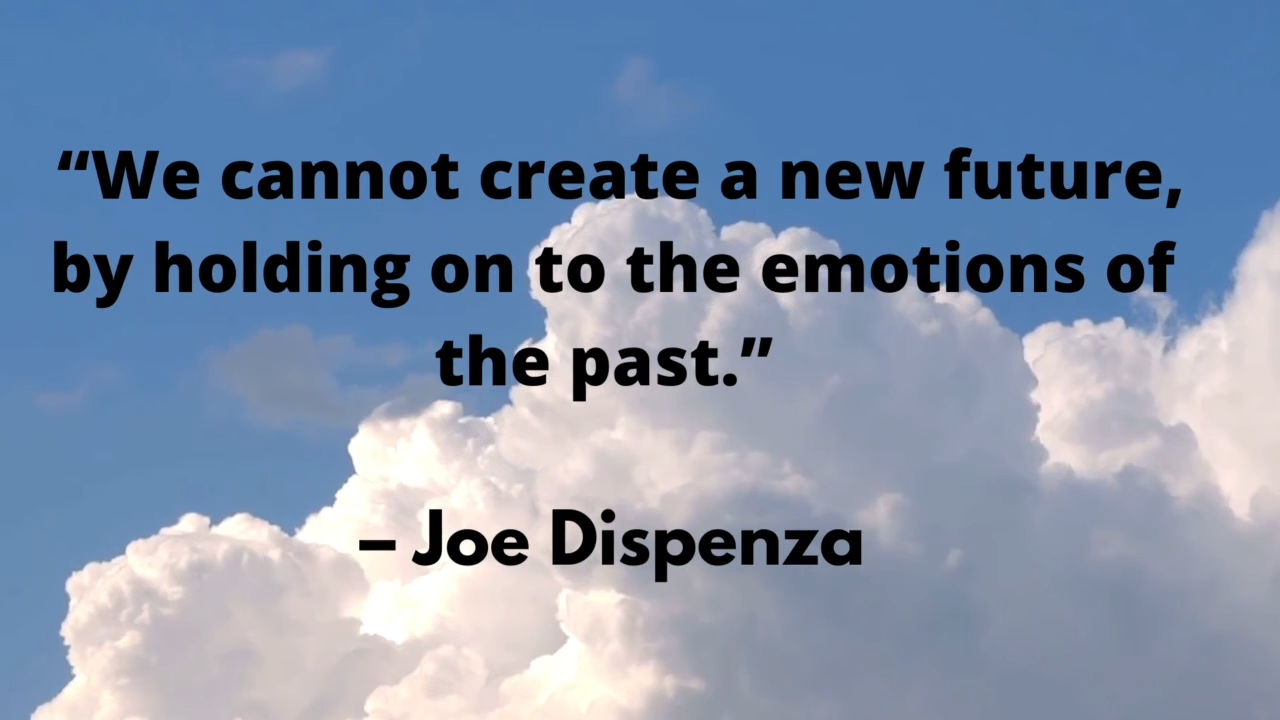 “We cannot create a new future,
by holding on to the emotions of
the past.”
– Joe Dispenza